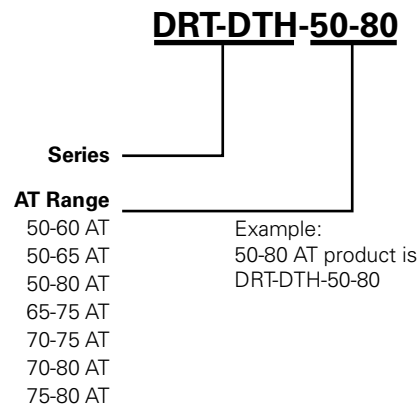 DRT-DTH-50-80
Series
AT Range
50-60 AT
50-65 AT
50-80 AT
65-75 AT
70-75 AT
70-80 AT
75-80 AT
Example:
50-80 AT product is
DRT-DTH-50-80